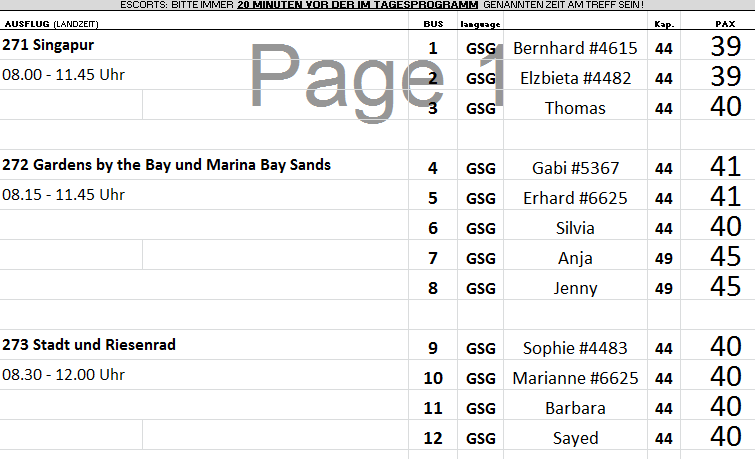 ESCORTS: BITTE IMMER 20 MINUTEN VOR DER IM TAGESPROGRAMM GENANNTEN ZEIT AM TREFF SEIN!
AUSFLUG (LANDZEIT) BUS language Kap. PAX
271 Singapur 1 GSG Bernhard #4615 44 39
08.00 - 11.45 Uhr 2 GSG Elzbieta #4482 44 39
3 GSG Thomas 44 40
Page 1
272 Gardens by the Bay und Marina Bay Sands 4 GSG Gabi #5367 44 41
08.15 - 11.45 Uhr 5 GSG Erhard #6625 44 41
6 GSG Silvia 44 40
7 GSG Anja 49 45
8 GSG Jenny 49 45
273 Stadt und Riesenrad 9 GSG Sophie #4483 44 40
08.30 - 12.00 Uhr 10 GSG Marianne #6625 44 40
11 GSG Barbara 44 40
12 GSG Sayed 44 40